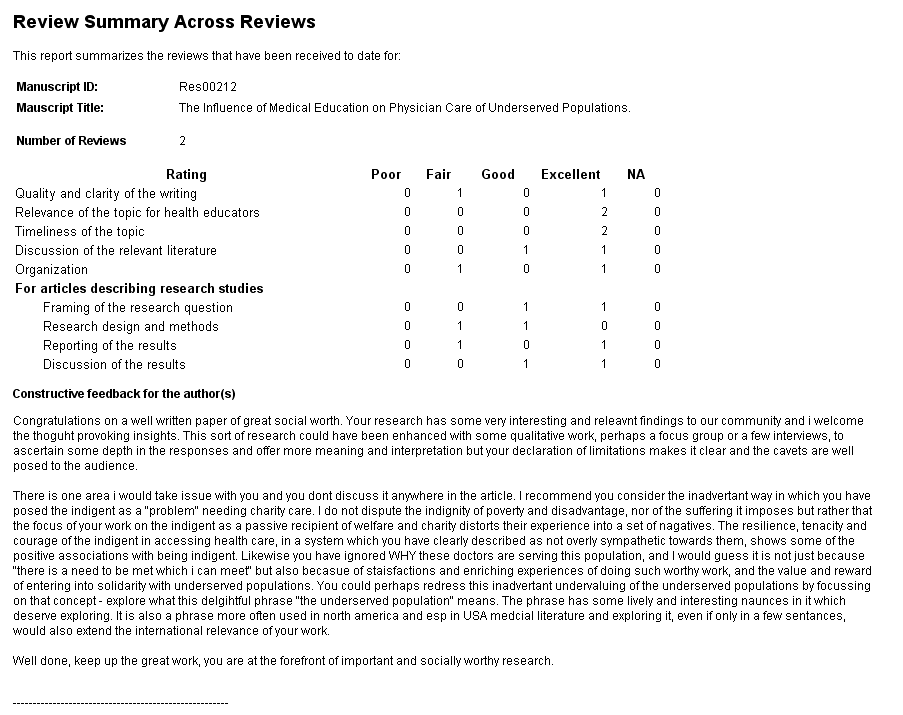 Review Summary Across Reviews
This report summarizes the reviews that have been received to date for:
Manuscript ID: Res00212
Mauscript Title: The Influence of Medical Education on Physician Care of Underserved Populations.
Number of Reviews 2
Rating Poor Fair Good Excellent NA
Quality and clarity of the writing 0 1 0 1 0
Relevance of the topic for health educators 0 0 0 2 0
Timeliness of the topic 0 0 0 2 0
Discussion of the relevant literature 0 0 1 1 0
Organization 0 1 0 1 0
For articles describing research studies
Framing of the research question 0 0 1 1 0
Research design and methods 0 1 1 0 0
Reporting of the results 0 1 0 1 0
Discussion of the results 0 0 1 1 0
Constructive feedback for the author(s)
Congratulations on a well written paper of great social worth. Your research has some very interesting and releavnt findings to our community and i welcome
the thoguht provoking insights. This sort of research could have been enhanced with some qualitative work, perhaps a focus group or a few interviews, to
ascertain some depth in the responses and offer more meaning and interpretation but your declaration of limitations makes it clear and the cavets are well
posed to the audience.
There is one area i would take issue with you and you dont discuss it anywhere in the article. I recommend you consider the inadvertant way in which you have
posed the indigent as a "problem" needing charity care. I do not dispute the indignity of poverty and disadvantage, nor of the suffering it imposes but rather that
the focus of your work on the indigent as a passive recipient of welfare and charity distorts their experience into a set of nagatives. The resilience, tenacity and
courage of the indigent in accessing health care, in a system which you have clearly described as not overly sympathetic towards them, shows some of the
positive associations with being indigent. Likewise you have ignored WHY these doctors are serving this population, and I would guess it is not just because
"there is a need to be met which i can meet" but also becasue of staisfactions and enriching experiences of doing such worthy work, and the value and reward
of entering into solidarity with underserved populations. You could perhaps redress this inadvertant undervaluing of the underserved populations by focussing
on that concept - explore what this delgihtful phrase "the underserved population" means. The phrase has some lively and interesting naunces in it which
deserve exploring. It is also a phrase more often used in north america and esp in USA medcial literature and exploring it, even if only in a few sentances,
would also extend the international relevance of your work.
Well done, keep up the great work, you are at the forefront of important and socially worthy research.
------------------------------------------------------